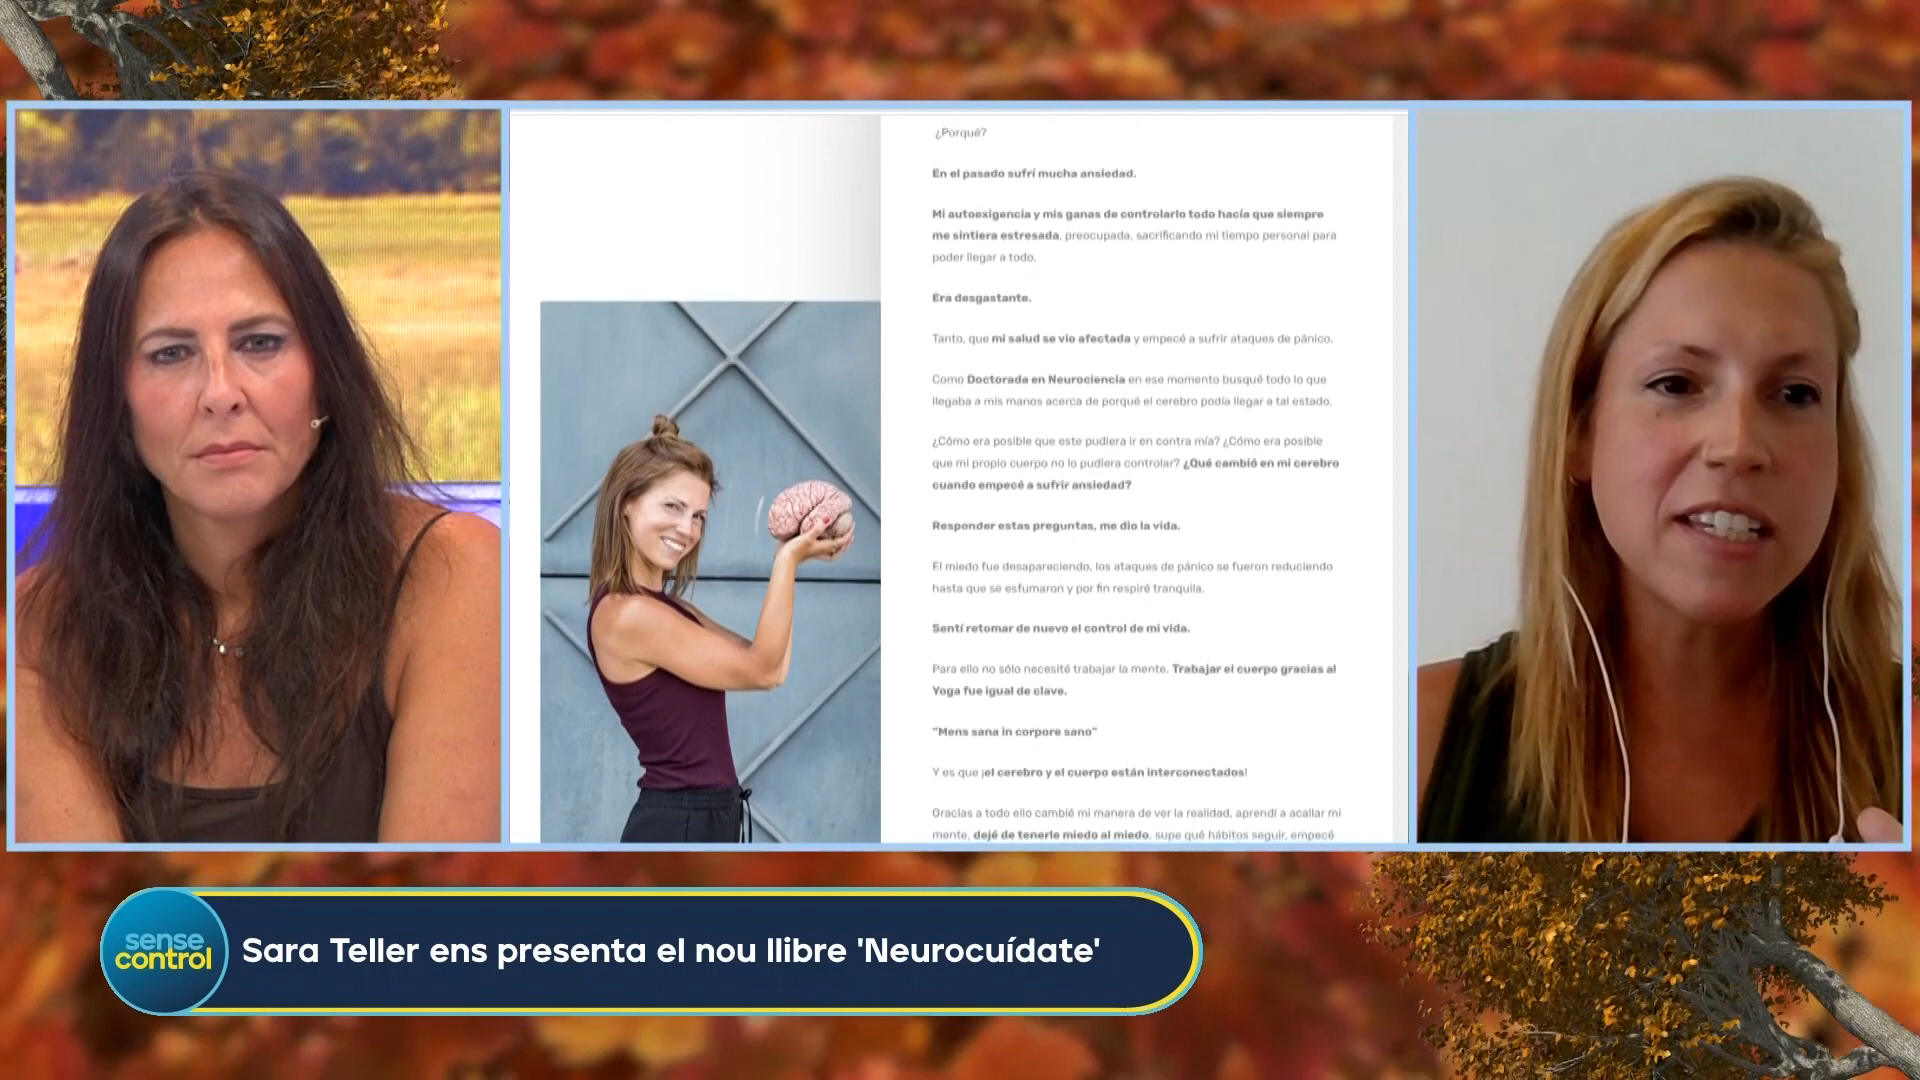 ¿Porqué?
En el pasado sufrí mucha ansiedad.
Mi autoexigencia y mis ganas de controlarlo todo hacía que siempre
me sintiera estresada, preocupada, sacrificando mi tiempo personal para
poder llegar a todo.
Era desgastante.
Tanto, que mi salud se vio afectada y empecé a sufrir ataques de pánico.
Como Doctorada en Neurociencia en ese momento busqué todo lo que
llegaba a mis manos acerca de porqué el cerebro podía llegar a tal estado.
¿Cómo era posible que este pudiera ir en contra mía? ¿Cómo era posible
que mi propio cuerpo no lo pudiera controlar? ¿Qué cambió en mi cerebro
cuando empecé a sufrir ansiedad?
Responder estas preguntas, me dio la vida.
El miedo fue desapareciendo, los ataques de pánico se fueron reduciendo
hasta que se esfumaron y por fin respiré tranquila.
Sentí retomar de nuevo el control de mi vida.
Para ello no sólo necesité trabajar la mente. Trabajar el cuerpo gracias al
Yoga fue igual de clave.
"Mens sana in corpore sano"
Y es que ¡el cerebro y el cuerpo están interconectados!
Gracias a todo ello cambié mi manera de ver la realidad, aprendí a acallar mi
mente, dejé de tenerle miedo al miedo, supe qué hábitos seguir, empecé
sense
control
Sara Teller ens presenta el nou llibre 'Neurocuídate'